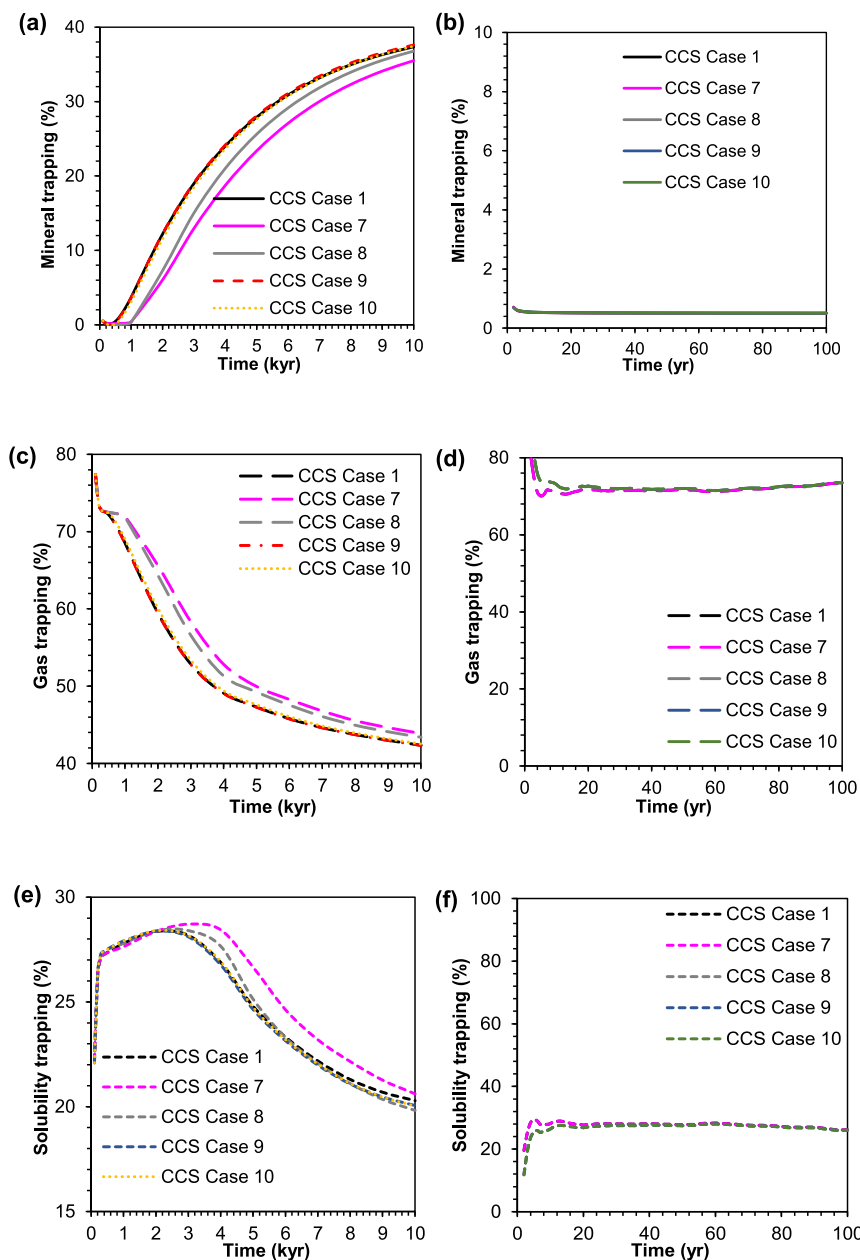 (a)
40
30
20
10
0
Mineral trapping (%)
CCS Case 1
CCS Case 7
CCS Case 8
CCS Case 9
CCS Case 10
0 1 2 3 4 5 6 7 8 9 10
Time (kyr)
(b)
10
8
6
4
2
0
Mineral trapping (%)
CCS Case 1
CCS Case 7
CCS Case 8
CCS Case 9
CCS Case 10
0 20 40 60 80 100
Time (yr)
(c)
80
70
60
50
40
Gas trapping (%)
CCS Case 1
CCS Case 7
CCS Case 8
CCS Case 9
CCS Case 10
0 1 2 3 4 5 6 7 8 9 10
Time (kyr)
(d)
80
60
40
20
0
Gas trapping (%)
CCS Case 1
CCS Case 7
CCS Case 8
CCS Case 9
CCS Case 10
0 20 40 60 80 100
Time (yr)
(e)
30
25
20
15
Solubility trapping (%)
CCS Case 1
CCS Case 7
CCS Case 8
CCS Case 9
CCS Case 10
0 1 2 3 4 5 6 7 8 9 10
Time (kyr)
(f)
100
80
60
40
20
0
Solubility trapping (%)
CCS Case 1
CCS Case 7
CCS Case 8
CCS Case 9
CCS Case 10
0 20 40 60 80 100
Time (yr)